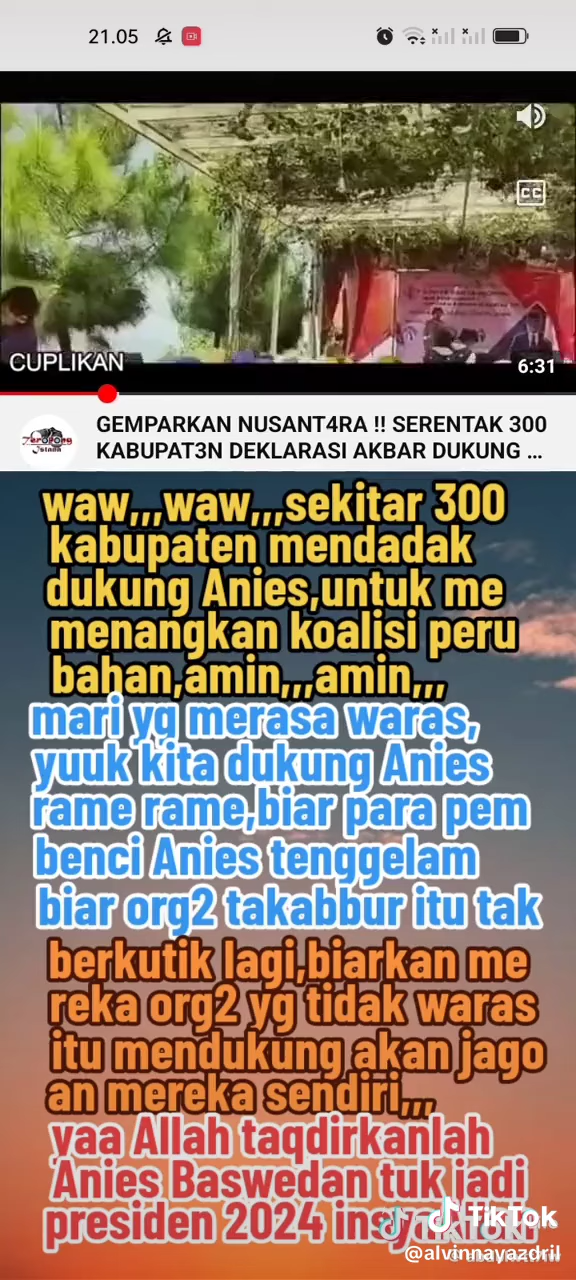 21.05
CC
CUPLIKAN
6:31
GEMPARKAN NUSANT4RA !! SERENTAK 300
KABUPAT3N DEKLARASI AKBAR DUKUNG ...
waw,,,waw,,,sekitar 300
kabupaten mendadak
dukung Anies,untuk me
menangkan koalisi peru
bahan,amin,,,amin,,,
mari yg merasa waras,
yuuk kita dukung Anies
rame rame,biar para pem
benci Anies tenggelam
biar org2 takabbur itu tak
berkutik lagi,biarkan me
reka org2 yg tidak waras
itu mendukung akan jago
an mereka sendiri,,,
yaa Allah taqdirkanlah
Anies Baswedan tuk jadi
presiden 2024
TikTok
@alvinnayazdril